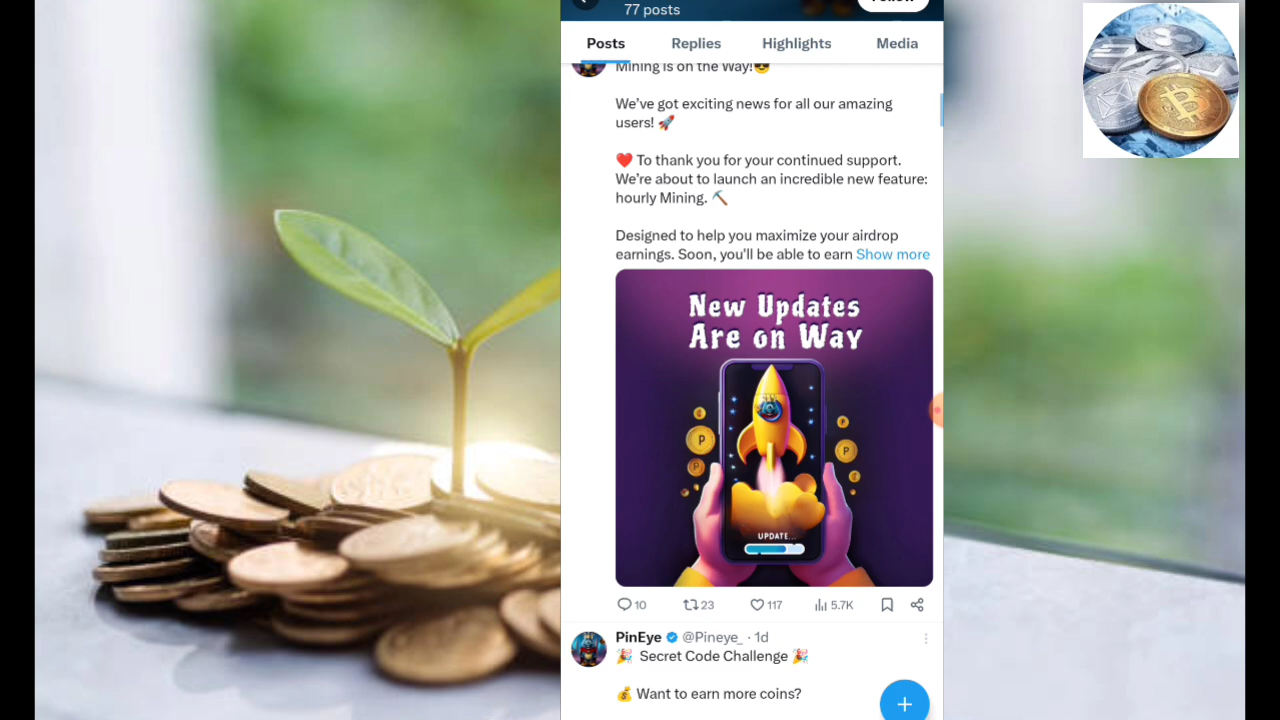 77 posts
Follow
Posts Replies Highlights Media
Mining is on the Way!😎
We've got exciting news for all our amazing
users! 🚀
❤️ To thank you for your continued support.
We're about to launch an incredible new feature:
hourly Mining. ⛏️
Designed to help you maximize your airdrop
earnings. Soon, you'll be able to earn Show more
New Updates
Are on Way
P
P
P
P
UPDATE...
10 23 117 5.7K
PinEye @Pineye_ · 1d
🎉 Secret Code Challenge 🎉
💰 Want to earn more coins?